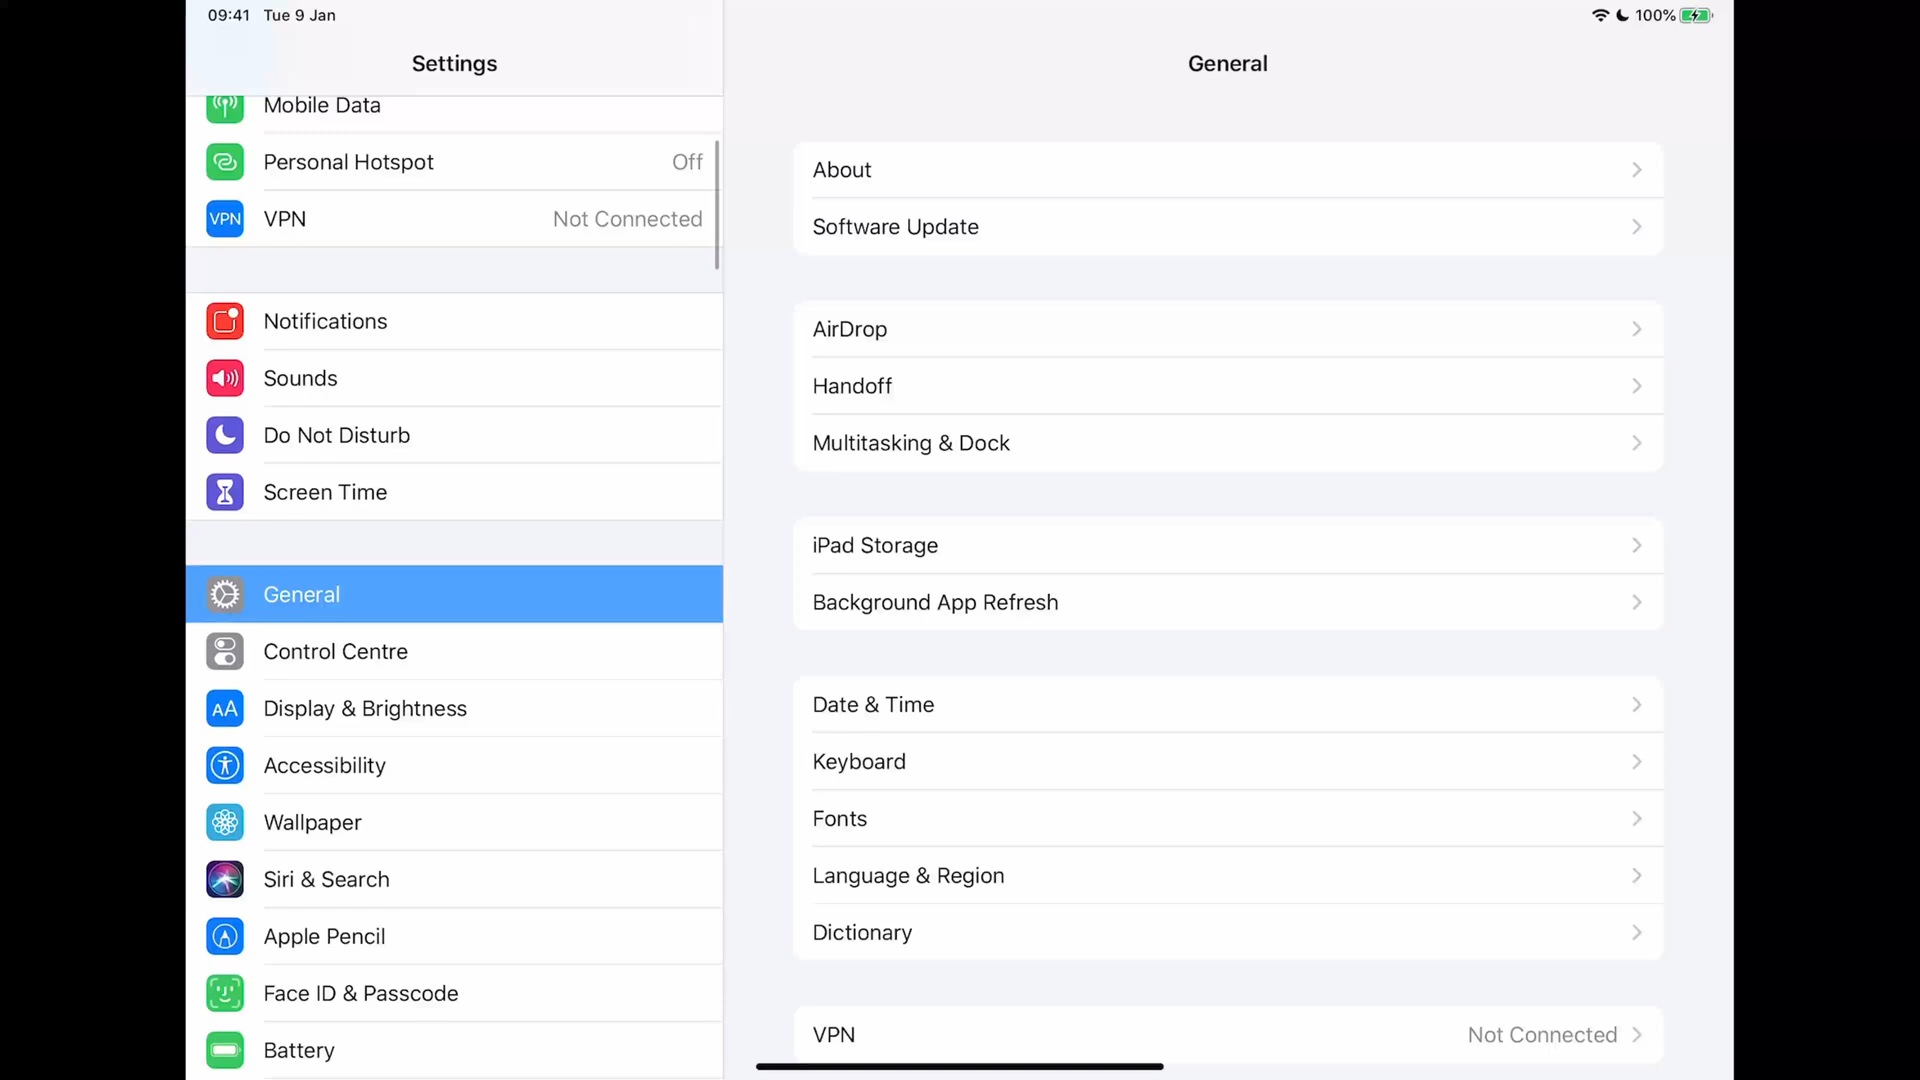 09:41 Tue 9 Jan
100%
Settings
Mobile Data
Personal Hotspot Off
VPN VPN Not Connected
Notifications
Sounds
Do Not Disturb
Screen Time
General
Control Centre
AA Display & Brightness
Accessibility
Wallpaper
Siri & Search
Apple Pencil
Face ID & Passcode
Battery
General
About
Software Update
AirDrop
Handoff
Multitasking & Dock
iPad Storage
Background App Refresh
Date & Time
Keyboard
Fonts
Language & Region
Dictionary
VPN Not Connected